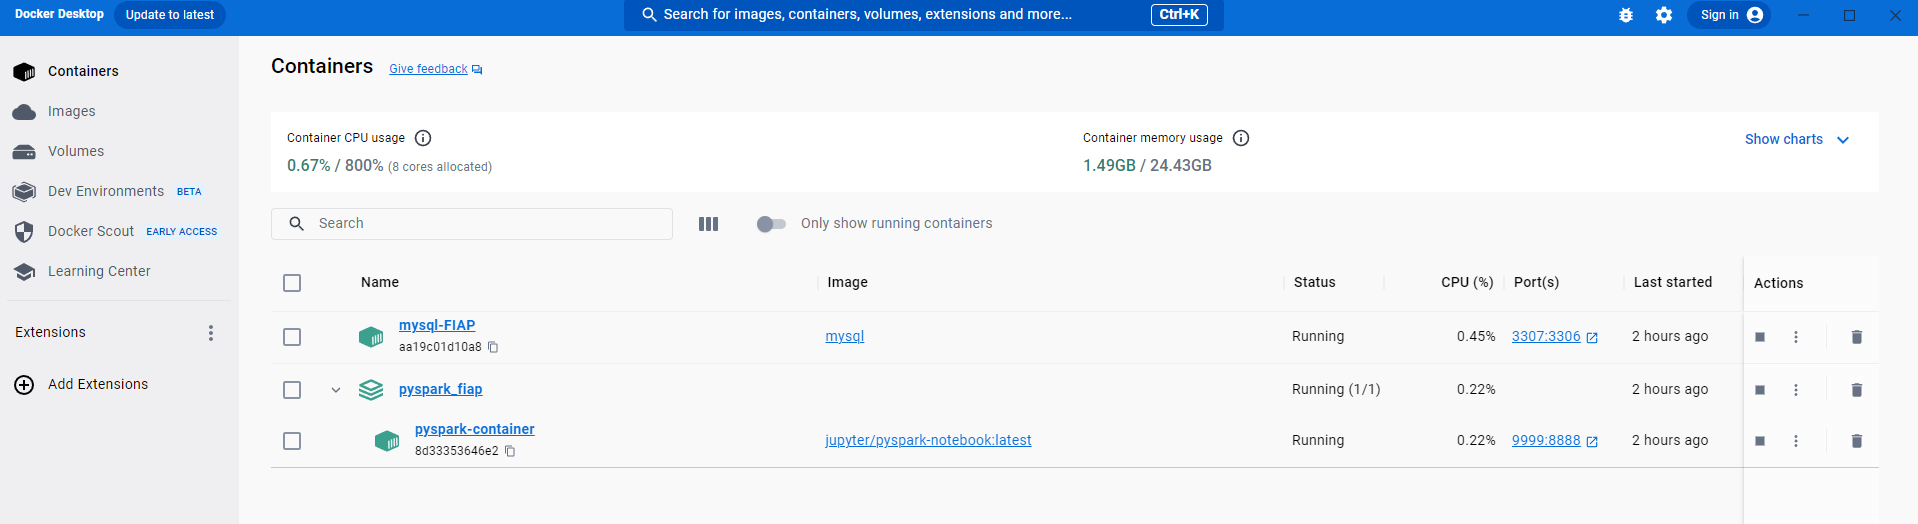 Docker Desktop Update to latest Search for images, containers, volumes, extensions and more... Ctrl+K Sign in
Containers
Images
Volumes
Dev Environments BETA
Docker Scout EARLY ACCESS
Learning Center
Extensions
Add Extensions
Containers Give feedback
Container CPU usage
0.67% / 800% (8 cores allocated)
Container memory usage
1.49GB / 24.43GB
Show charts
Search
Only show running containers
Name Image Status CPU (%) Port(s) Last started Actions
mysql-FIAP
aa19c01d10a8
mysql Running 0.45% 3307:3306 2 hours ago
pyspark_fiap Running (1/1) 0.22% 2 hours ago
pyspark-container
8d33353646e2
jupyter/pyspark-notebook:latest Running 0.22% 9999:8888 2 hours ago